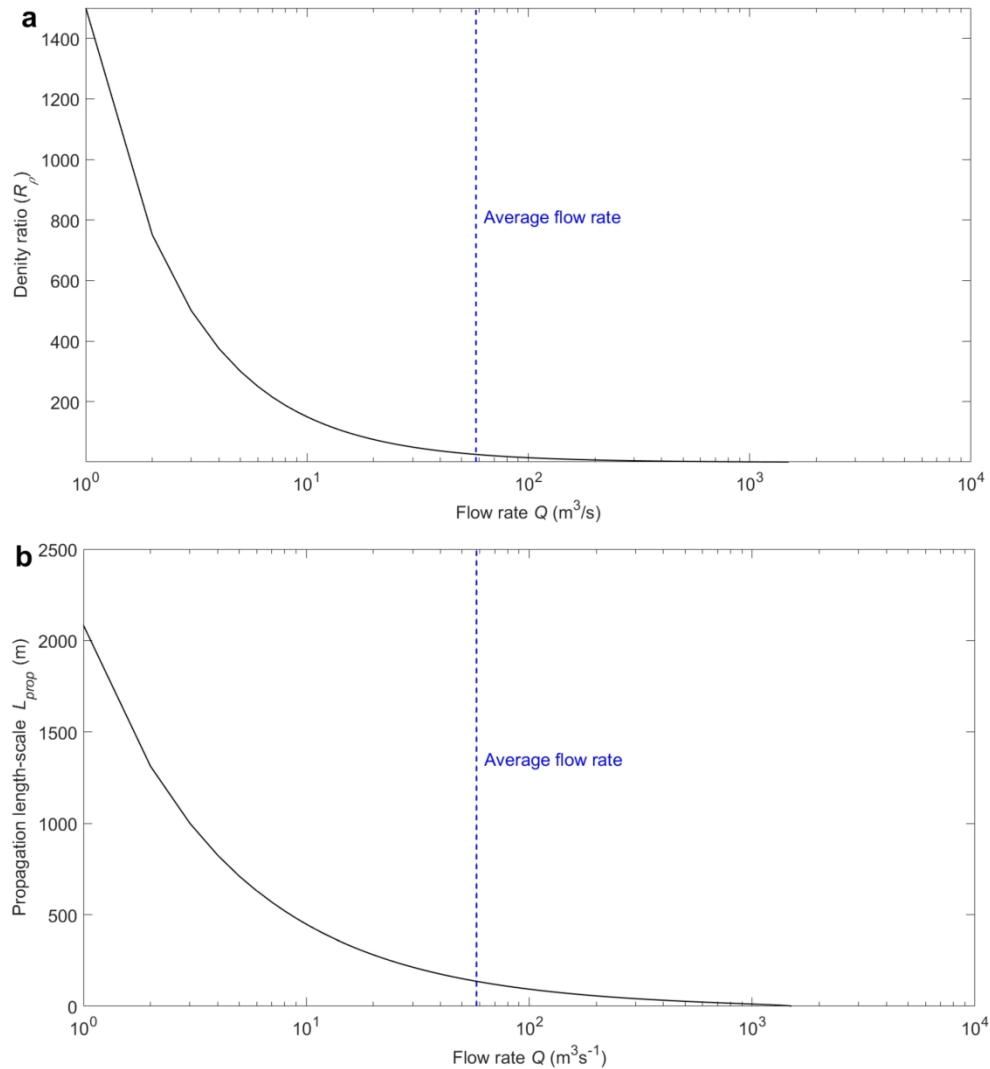 a
1400
1200
1000
800
600
400
200
Denity ratio (Rρ)
Average flow rate
10⁰ 10¹ 10² 10³ 10⁴
Flow rate Q (m³/s)
b
2500
2000
1500
1000
500
0
Propagation length-scale Lprop (m)
Average flow rate
10⁰ 10¹ 10² 10³ 10⁴
Flow rate Q (m³s⁻¹)